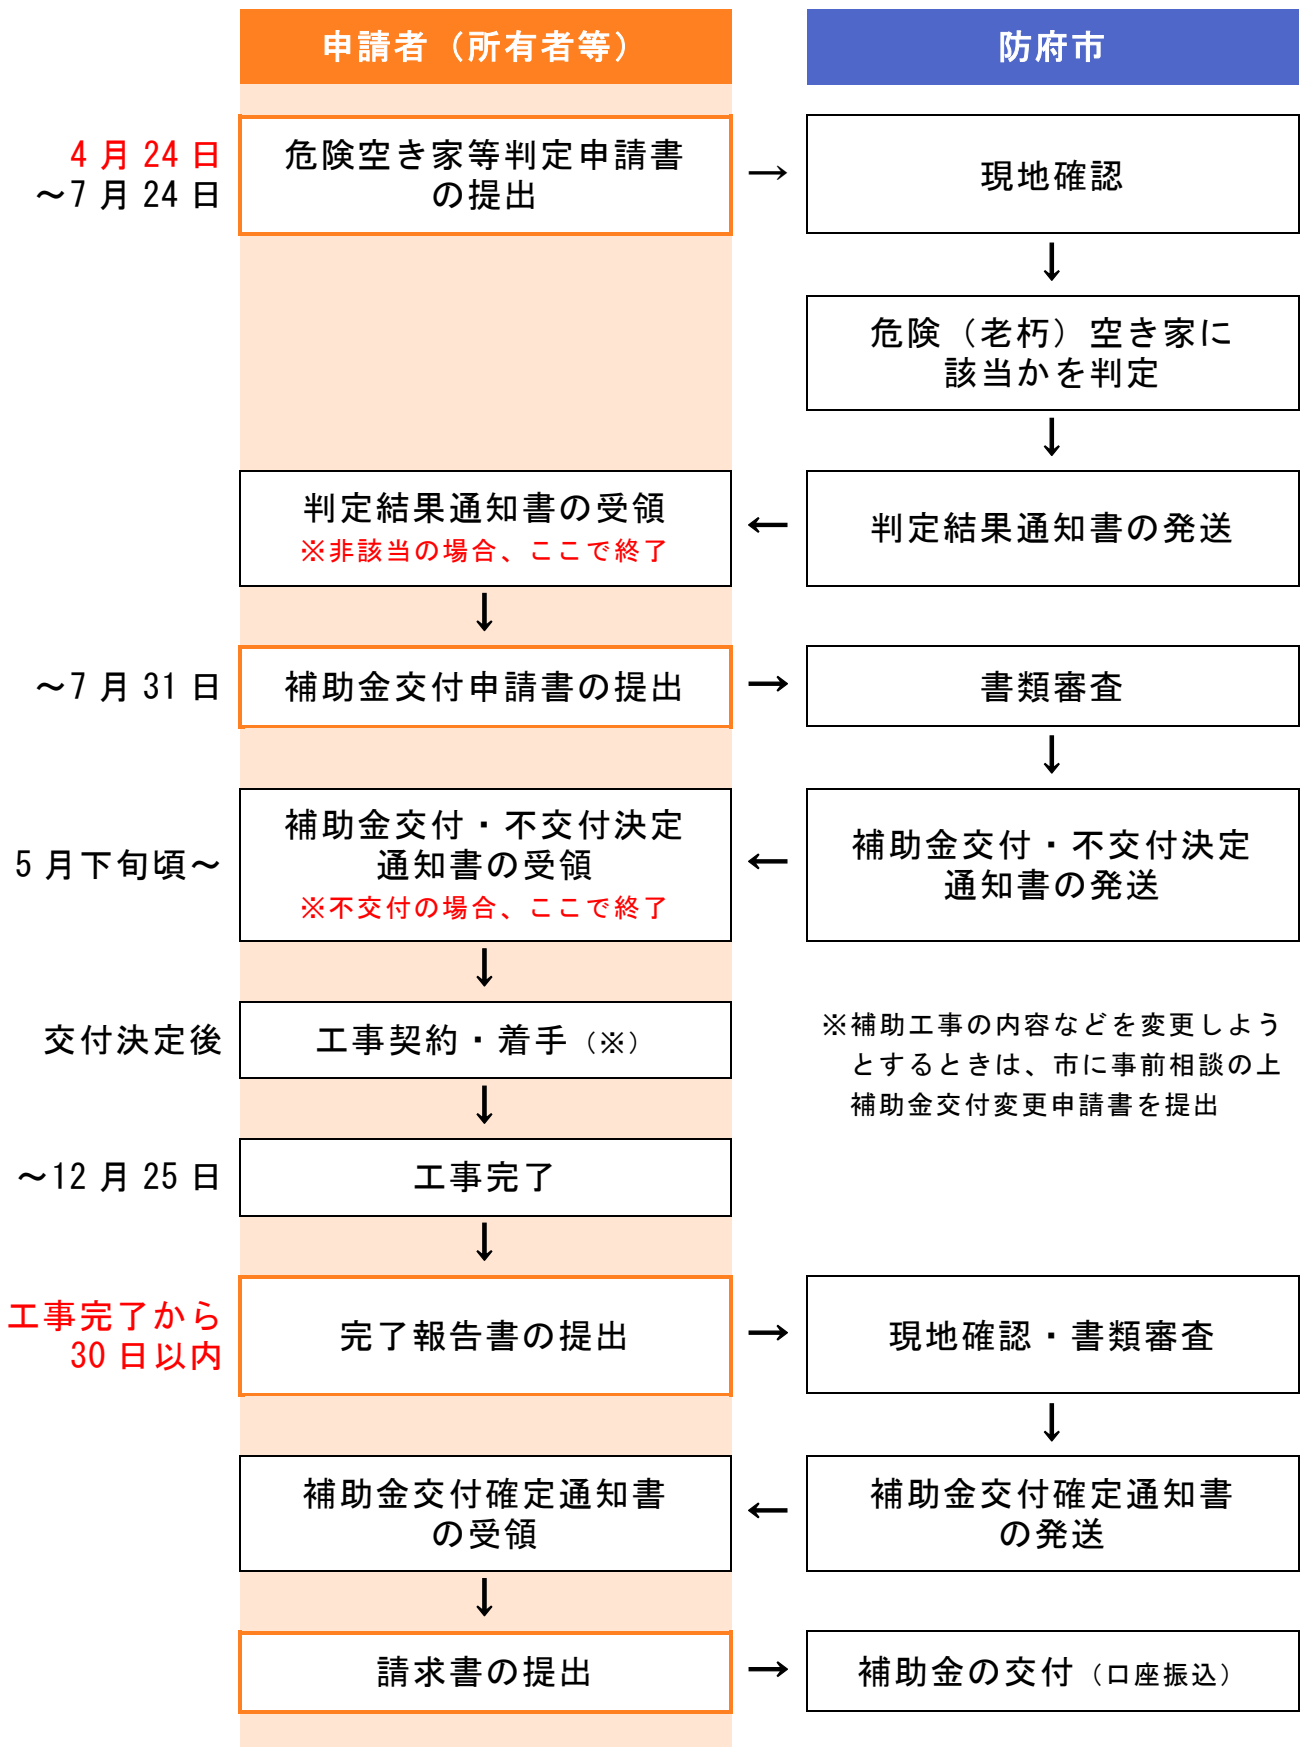 申請者（所有者等）
防府市
4月24日
～7月24日
危険空き家等判定申請書
の提出
→
現地確認
↓
危険（老朽）空き家に
該当かを判定
↓
判定結果通知書の受領
※非該当の場合、ここで終了
←
判定結果通知書の発送
↓
～7月31日
補助金交付申請書の提出
→
書類審査
↓
5月下旬頃～
補助金交付・不交付決定
通知書の受領
※不交付の場合、ここで終了
←
補助金交付・不交付決定
通知書の発送
↓
交付決定後
工事契約・着手（※）
※補助工事の内容などを変更しよう
とするときは、市に事前相談の上
補助金交付変更申請書を提出
↓
～12月25日
工事完了
↓
工事完了から
30日以内
完了報告書の提出
→
現地確認・書類審査
↓
補助金交付確定通知書
の受領
←
補助金交付確定通知書
の発送
↓
請求書の提出
→
補助金の交付（口座振込）